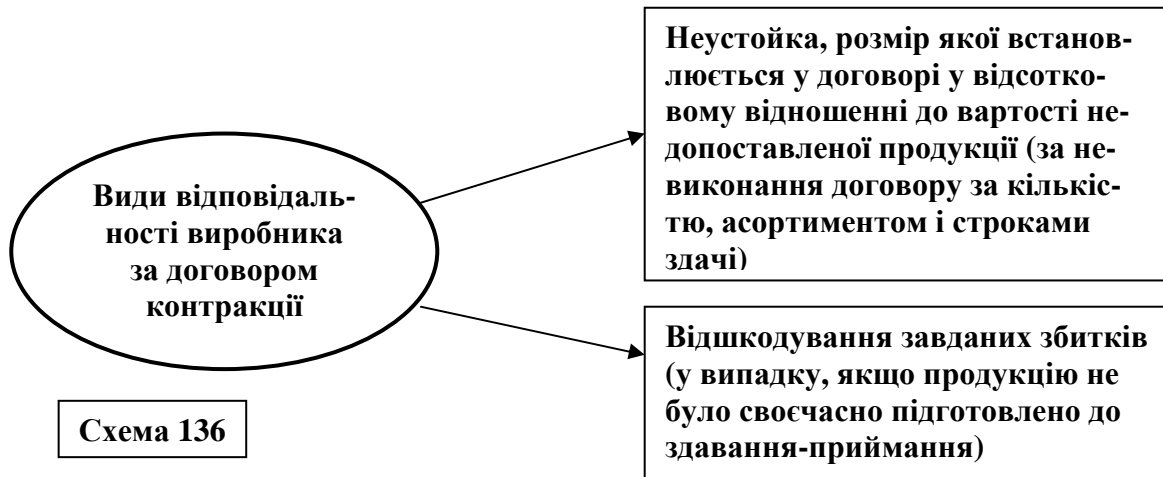 Види відповідаль-
ності виробника
за договором
контракції
Неустойка, розмір якої встанов-
люється у договорі у відсотко-
вому відношенні до вартості не-
допоставленої продукції (за не-
виконання договору за кількіс-
тю, асортиментом і строками
здачі)
Відшкодування завданих збитків
(у випадку, якщо продукцію не
було своєчасно підготовлено до
здавання-приймання)
Схема 136